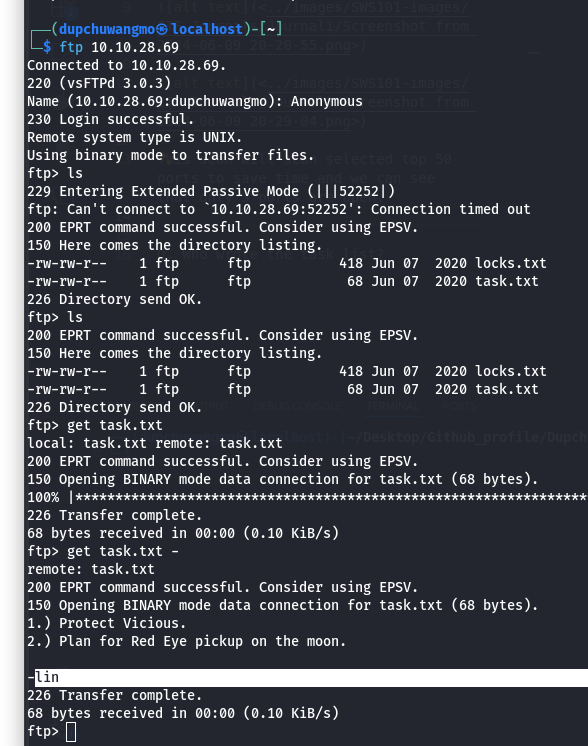 (dupchuwangmo㉿localhost)-[~]
$ ftp 10.10.28.69
Connected to 10.10.28.69.
220 (vsFTPd 3.0.3)
Name (10.10.28.69:dupchuwangmo): Anonymous
230 Login successful.
Remote system type is UNIX.
Using binary mode to transfer files.
ftp> ls
229 Entering Extended Passive Mode (|||52252|)
ftp: Can't connect to `10.10.28.69:52252': Connection timed out
200 EPRT command successful. Consider using EPSV.
150 Here comes the directory listing.
-rw-rw-r--    1 ftp      ftp           418 Jun 07  2020 locks.txt
-rw-rw-r--    1 ftp      ftp            68 Jun 07  2020 task.txt
226 Directory send OK.
ftp> ls
200 EPRT command successful. Consider using EPSV.
150 Here comes the directory listing.
-rw-rw-r--    1 ftp      ftp           418 Jun 07  2020 locks.txt
-rw-rw-r--    1 ftp      ftp            68 Jun 07  2020 task.txt
226 Directory send OK.
ftp> get task.txt
local: task.txt remote: task.txt
200 EPRT command successful. Consider using EPSV.
150 Opening BINARY mode data connection for task.txt (68 bytes).
100% |***************************************************************
226 Transfer complete.
68 bytes received in 00:00 (0.10 KiB/s)
ftp> get task.txt -
remote: task.txt
200 EPRT command successful. Consider using EPSV.
150 Opening BINARY mode data connection for task.txt (68 bytes).
1.) Protect Vicious.
2.) Plan for Red Eye pickup on the moon.
-lin
226 Transfer complete.
68 bytes received in 00:00 (0.10 KiB/s)
ftp>